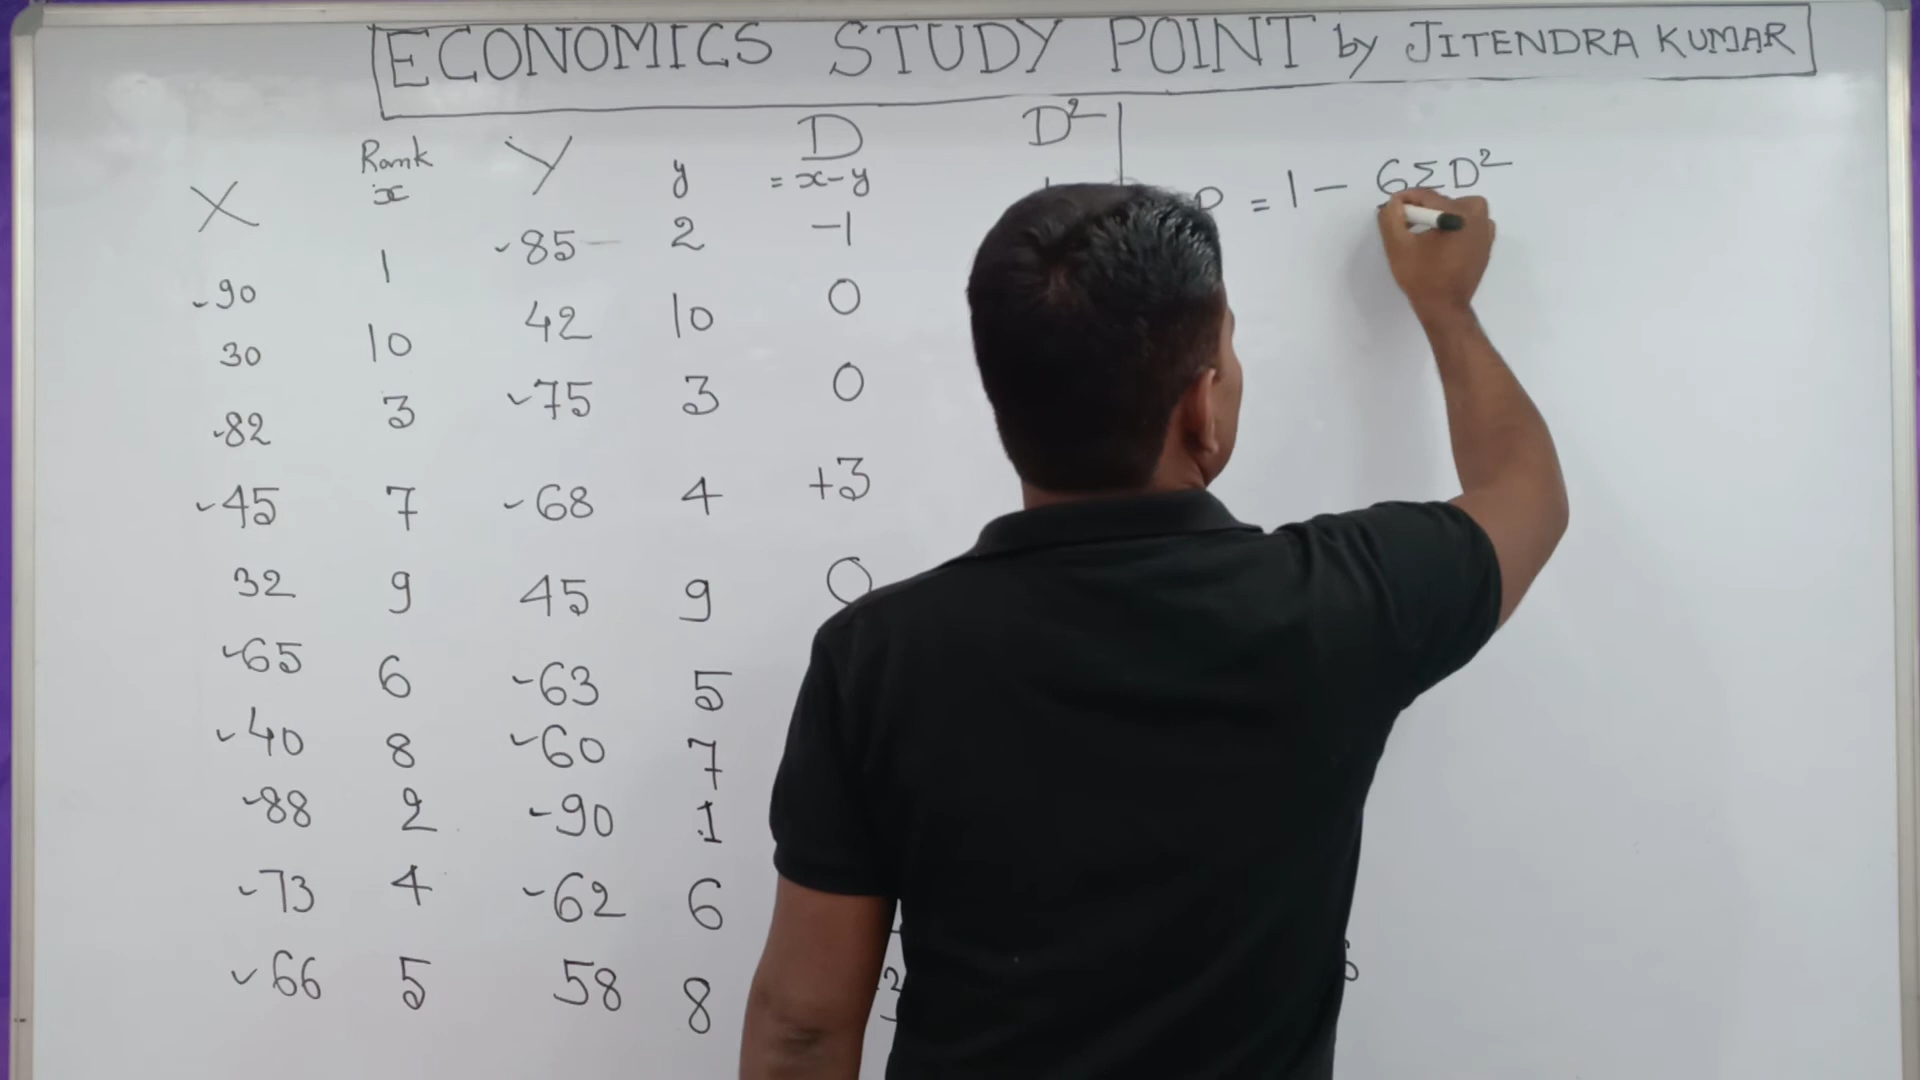 ECONOMICS STUDY POINT by JITENDRA KUMAR
X Rank x Y y D = x-y D²
= 1 - 6ΣD²
-90 1 -85 2 -1
30 10 42 10 0
-82 3 -75 3 0
-45 7 -68 4 +3
32 9 45 9 0
-65 6 -63 5
-40 8 -60 7
-88 2 -90 1
-73 4 -62 6
-66 5 58 8